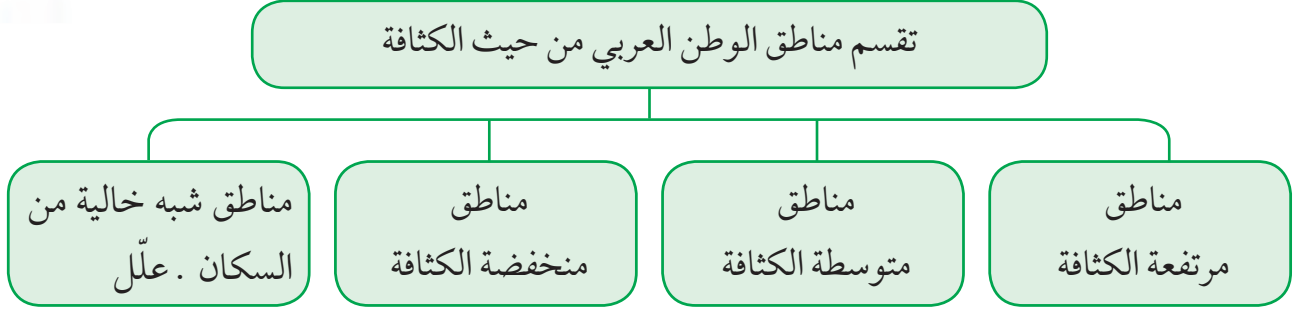 تقسم مناطق الوطن العربي من حيث الكثافة
مناطق
مرتفعة الكثافة
مناطق
متوسطة الكثافة
مناطق
منخفضة الكثافة
مناطق شبه خالية من
السكان . علّل